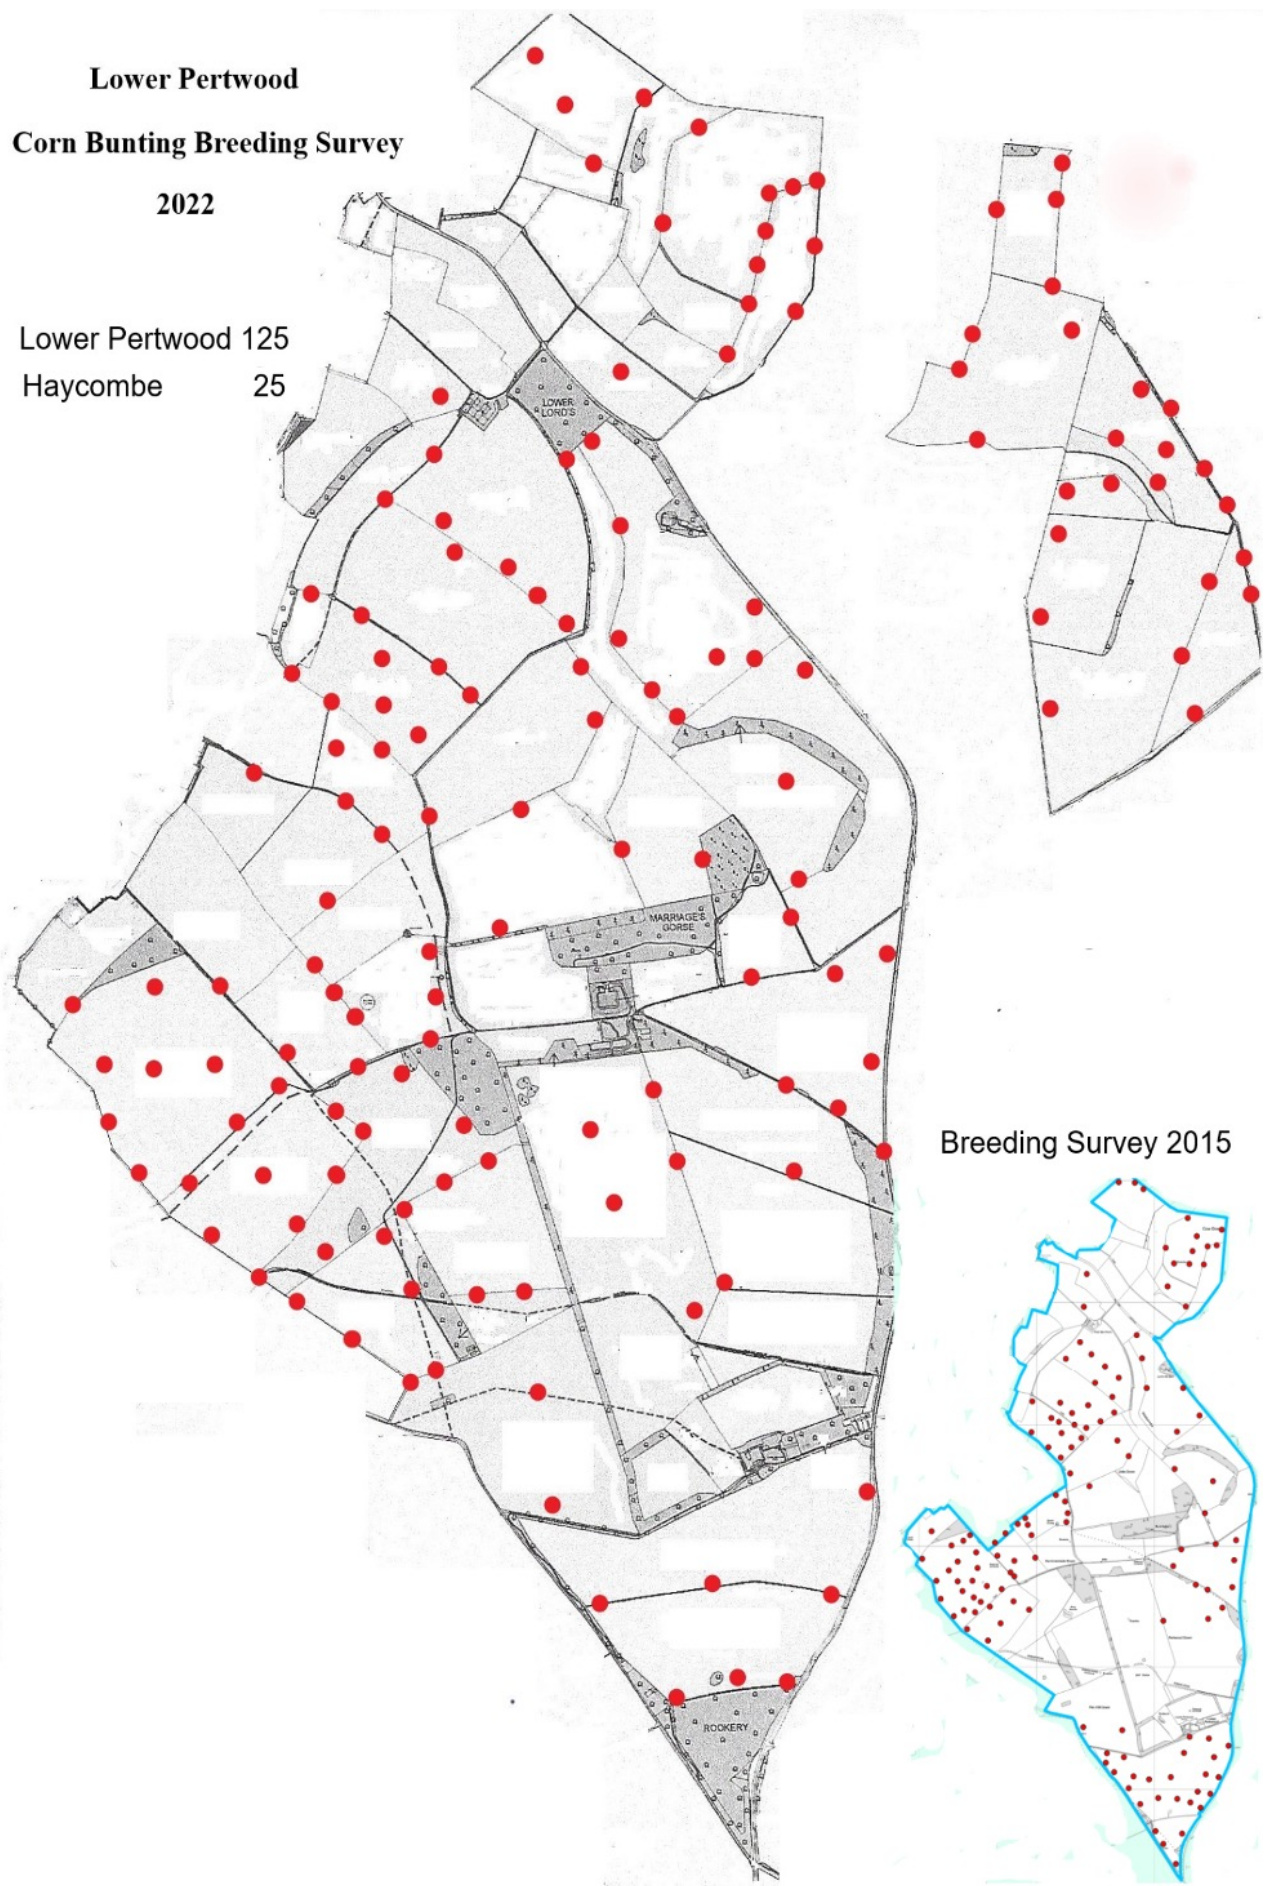 Lower Pertwood
Corn Bunting Breeding Survey
2022
Lower Pertwood 125
Haycombe 25
LOWER
LORD'S
MARRIAGE'S
GORSE
Breeding Survey 2015
ROOKERY